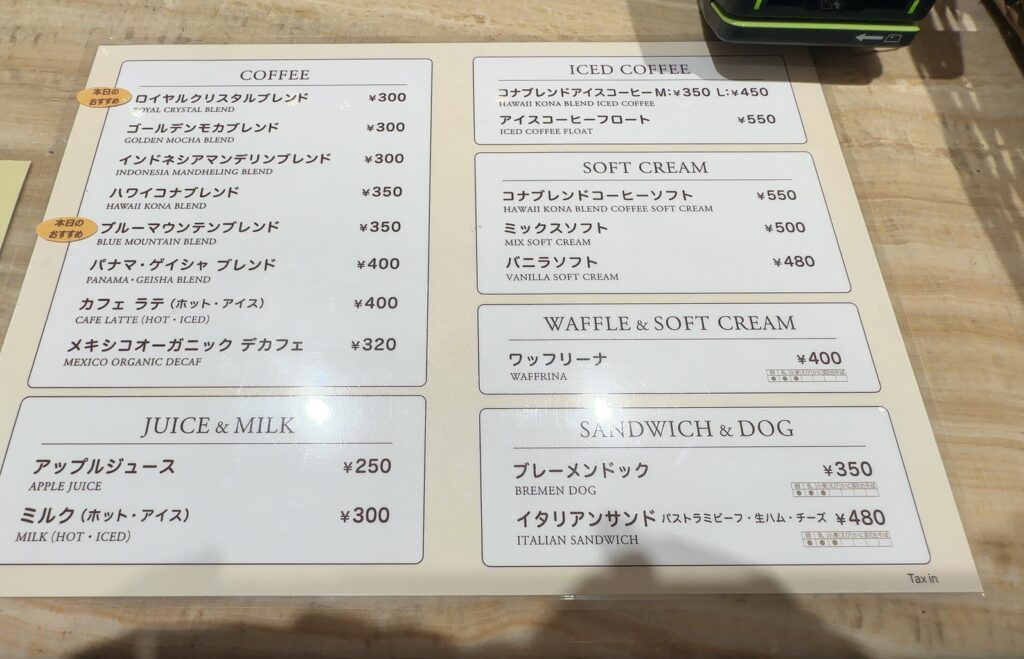 COFFEE
本日の
おすすめ
ロイヤルクリスタルブレンド ¥300
ROYAL CRYSTAL BLEND
ゴールデンモカブレンド ¥300
GOLDEN MOCHA BLEND
インドネシアマンデリンブレンド ¥300
INDONESIA MANDHELING BLEND
ハワイコナブレンド ¥350
HAWAII KONA BLEND
本日の
おすすめ
ブルーマウンテンブレンド ¥350
BLUE MOUNTAIN BLEND
パナマ・ゲイシャ ブレンド ¥400
PANAMA・GEISHA BLEND
カフェ ラテ（ホット・アイス） ¥400
CAFE LATTE (HOT・ICED)
メキシコオーガニック デカフェ ¥320
MEXICO ORGANIC DECAF
JUICE & MILK
アップルジュース ¥250
APPLE JUICE
ミルク（ホット・アイス） ¥300
MILK (HOT・ICED)
ICED COFFEE
コナブレンドアイスコーヒー M:¥350 L:¥450
HAWAII KONA BLEND ICED COFFEE
アイスコーヒーフロート ¥550
ICED COFFEE FLOAT
SOFT CREAM
コナブレンドコーヒーソフト ¥550
HAWAII KONA BLEND COFFEE SOFT CREAM
ミックスソフト ¥500
MIX SOFT CREAM
バニラソフト ¥480
VANILLA SOFT CREAM
WAFFLE & SOFT CREAM
ワッフリーナ ¥400
WAFFRINA
SANDWICH & DOG
ブレーメンドック ¥350
BREMEN DOG
イタリアンサンド パストラミビーフ・生ハム・チーズ ¥480
ITALIAN SANDWICH
Tax in